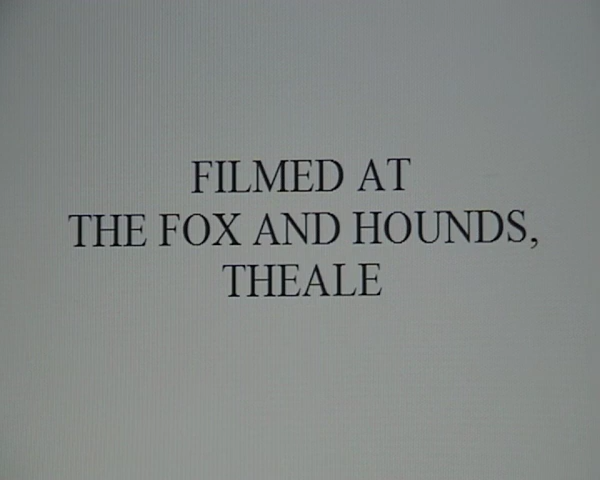 FILMED AT
THE FOX AND HOUNDS,
THEALE